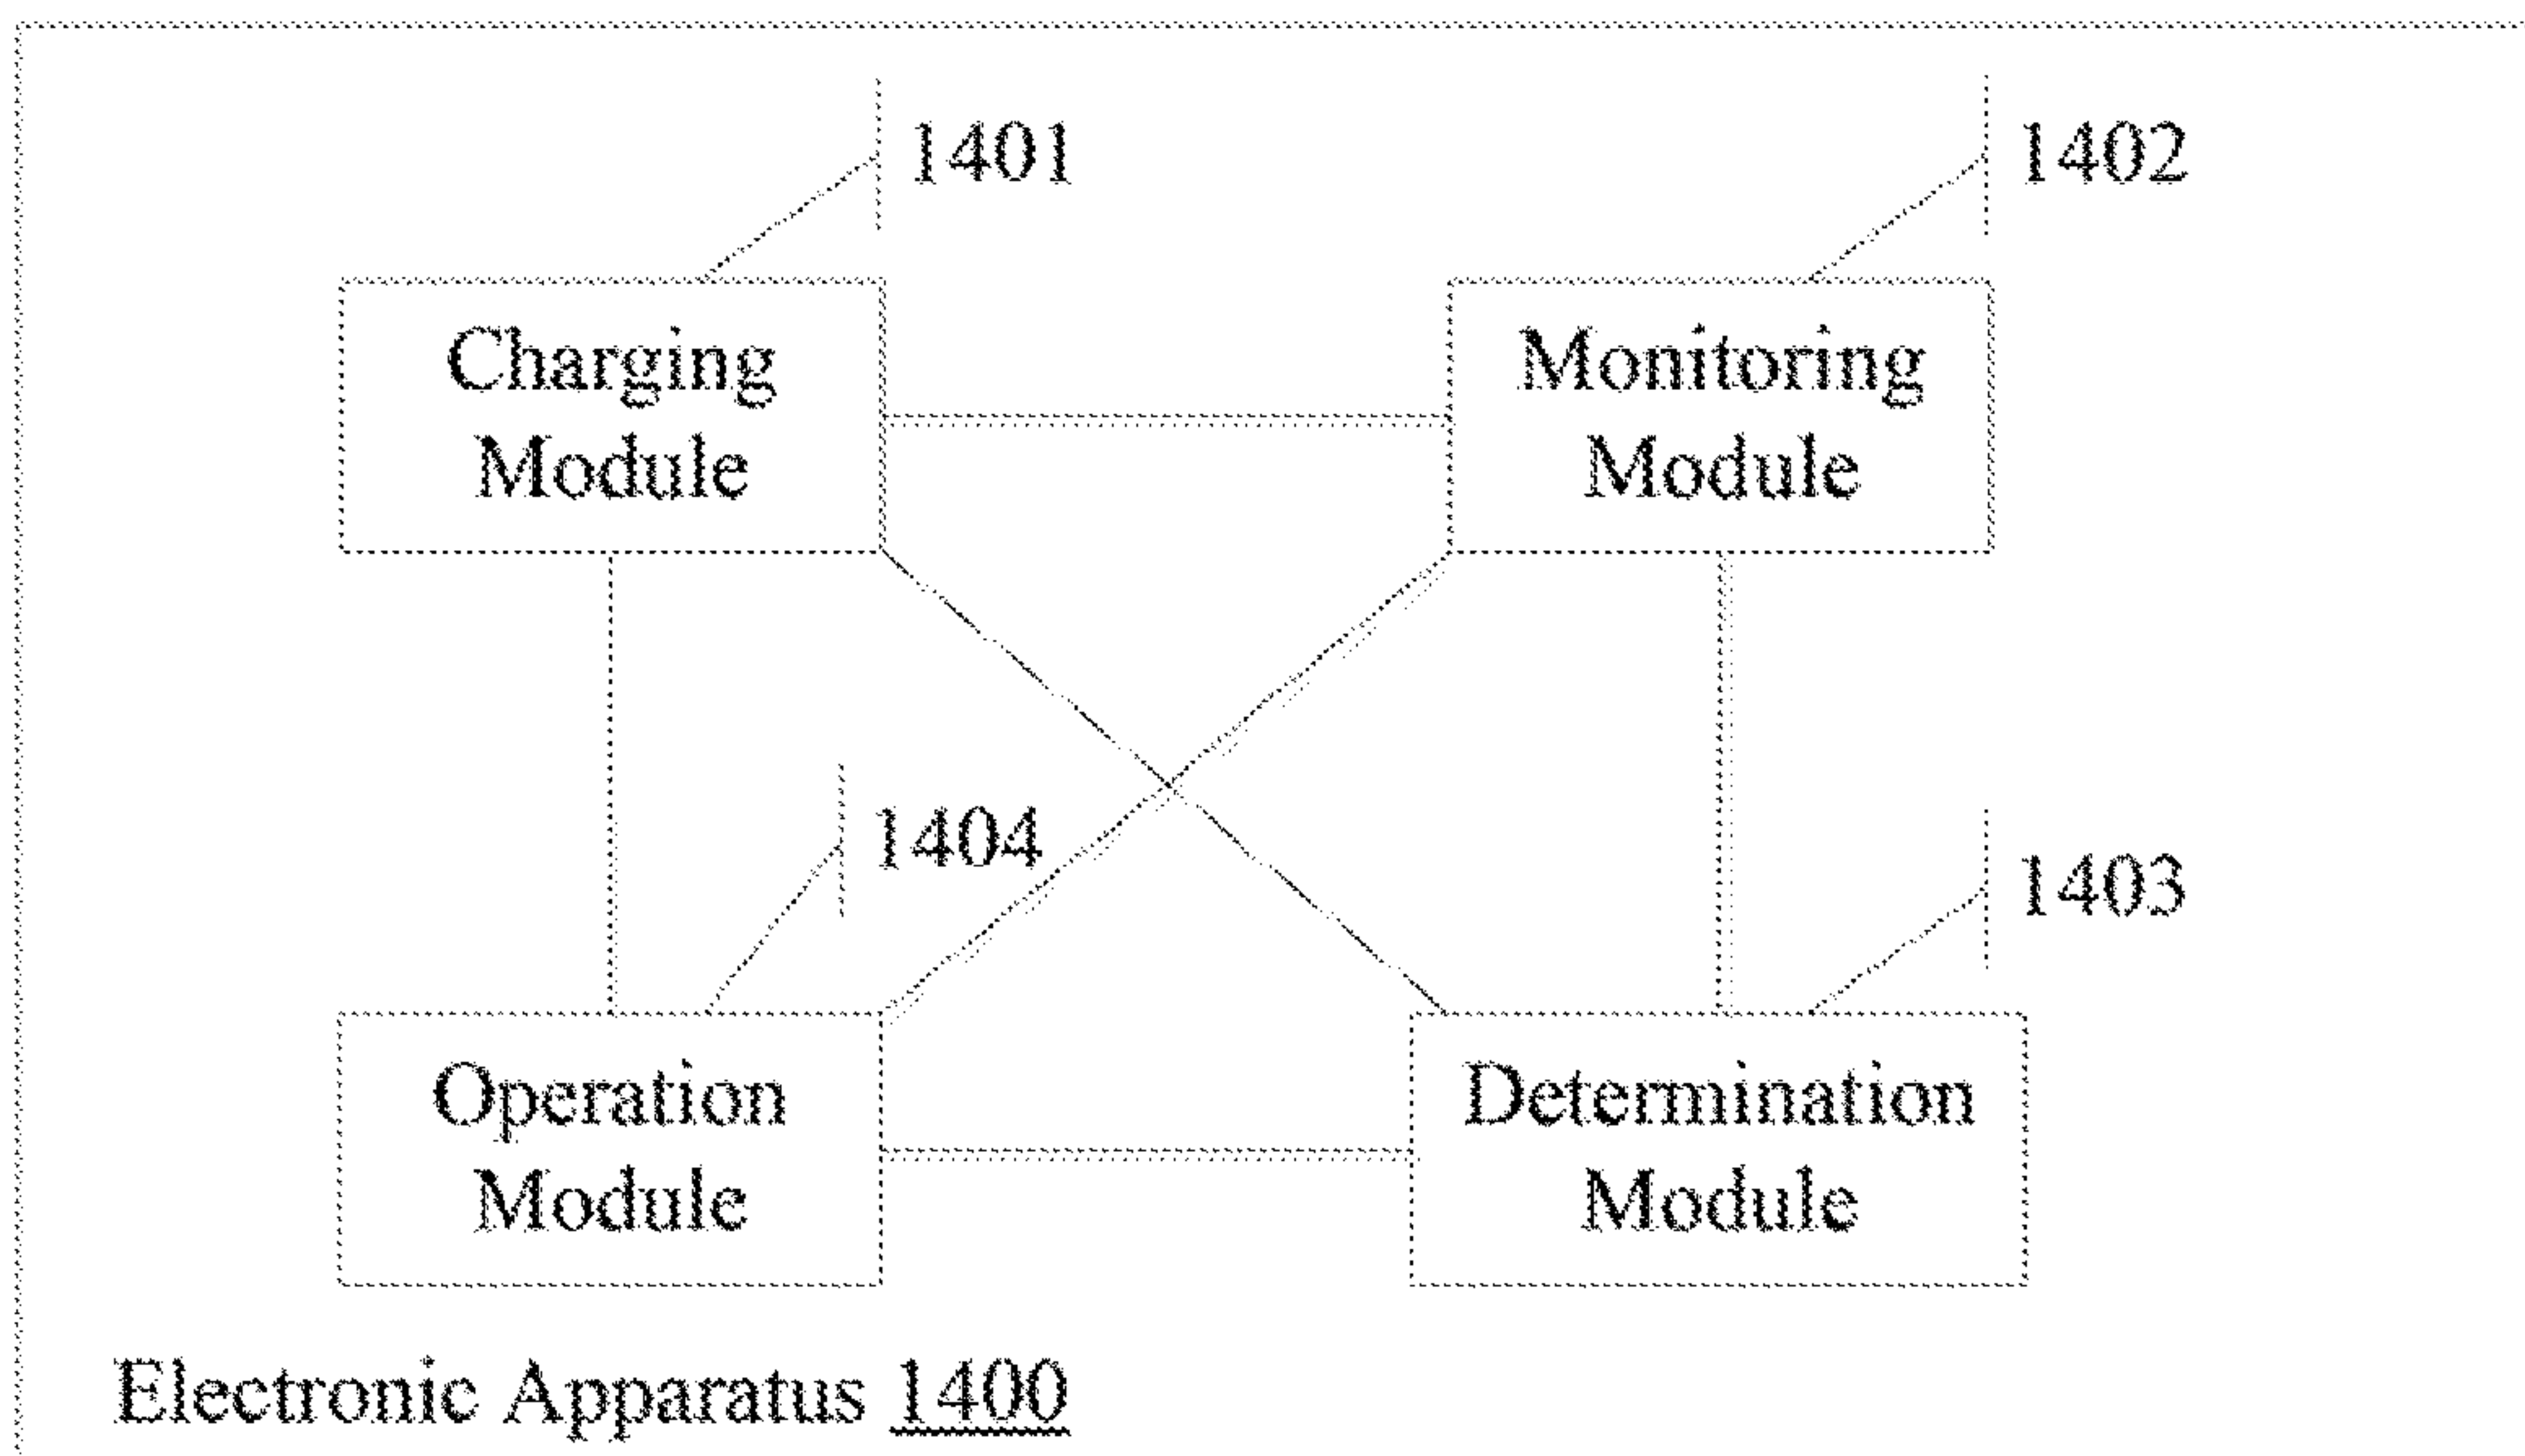 1401
1402
Charging
Module
Monitoring
Module
1404
1403
Operation
Module
Determination
Module
Electronic Apparatus 1400